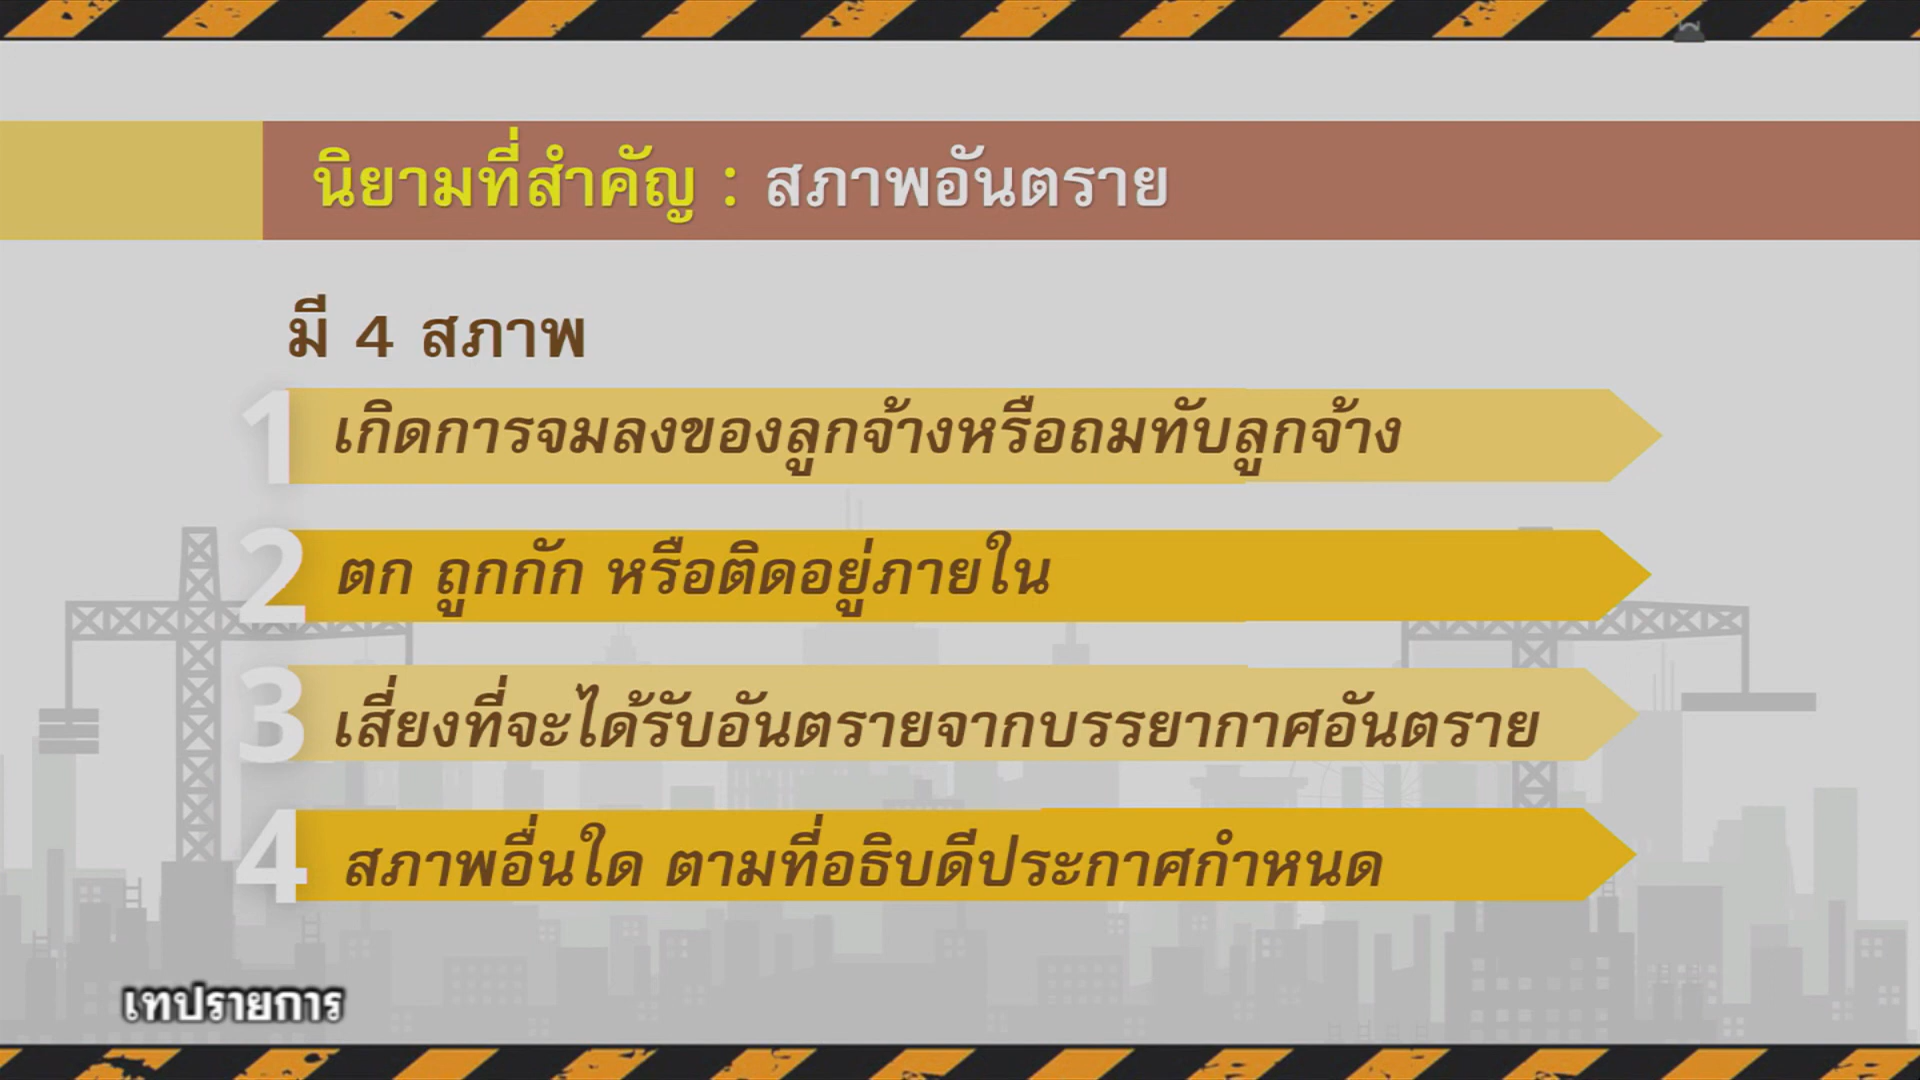 นิยามที่สำคัญ : สภาพอันตราย
มี 4 สภาพ
1 เกิดการจมลงของลูกจ้างหรือถมทับลูกจ้าง
2 ตก ถูกกัก หรือติดอยู่ภายใน
3 เสี่ยงที่จะได้รับอันตรายจากบรรยากาศอันตราย
4 สภาพอื่นใด ตามที่อธิบดีประกาศกำหนด
เทปรายการ